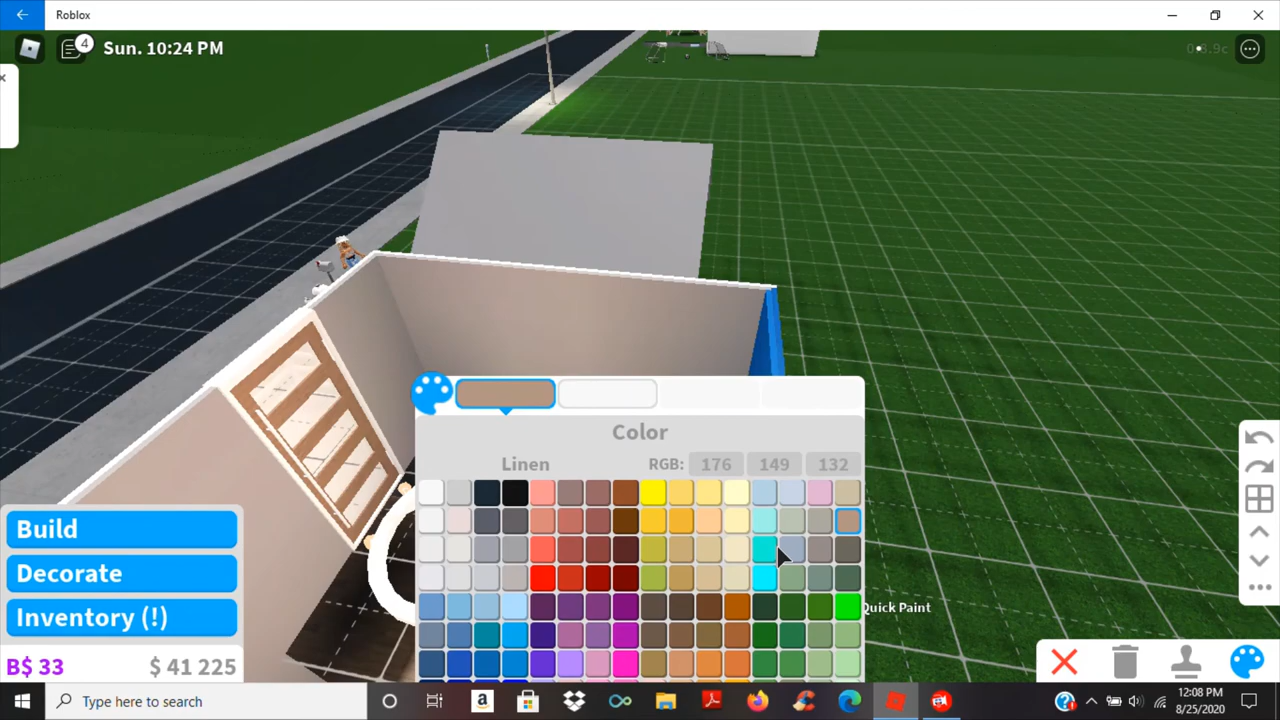 Roblox
4
Sun. 10:24 PM
Color
Linen
RGB: 176 149 132
Build
Decorate
Inventory (!)
B$ 33
$ 41 225
Quick Paint
Type here to search
a
12:08 PM
8/25/2020